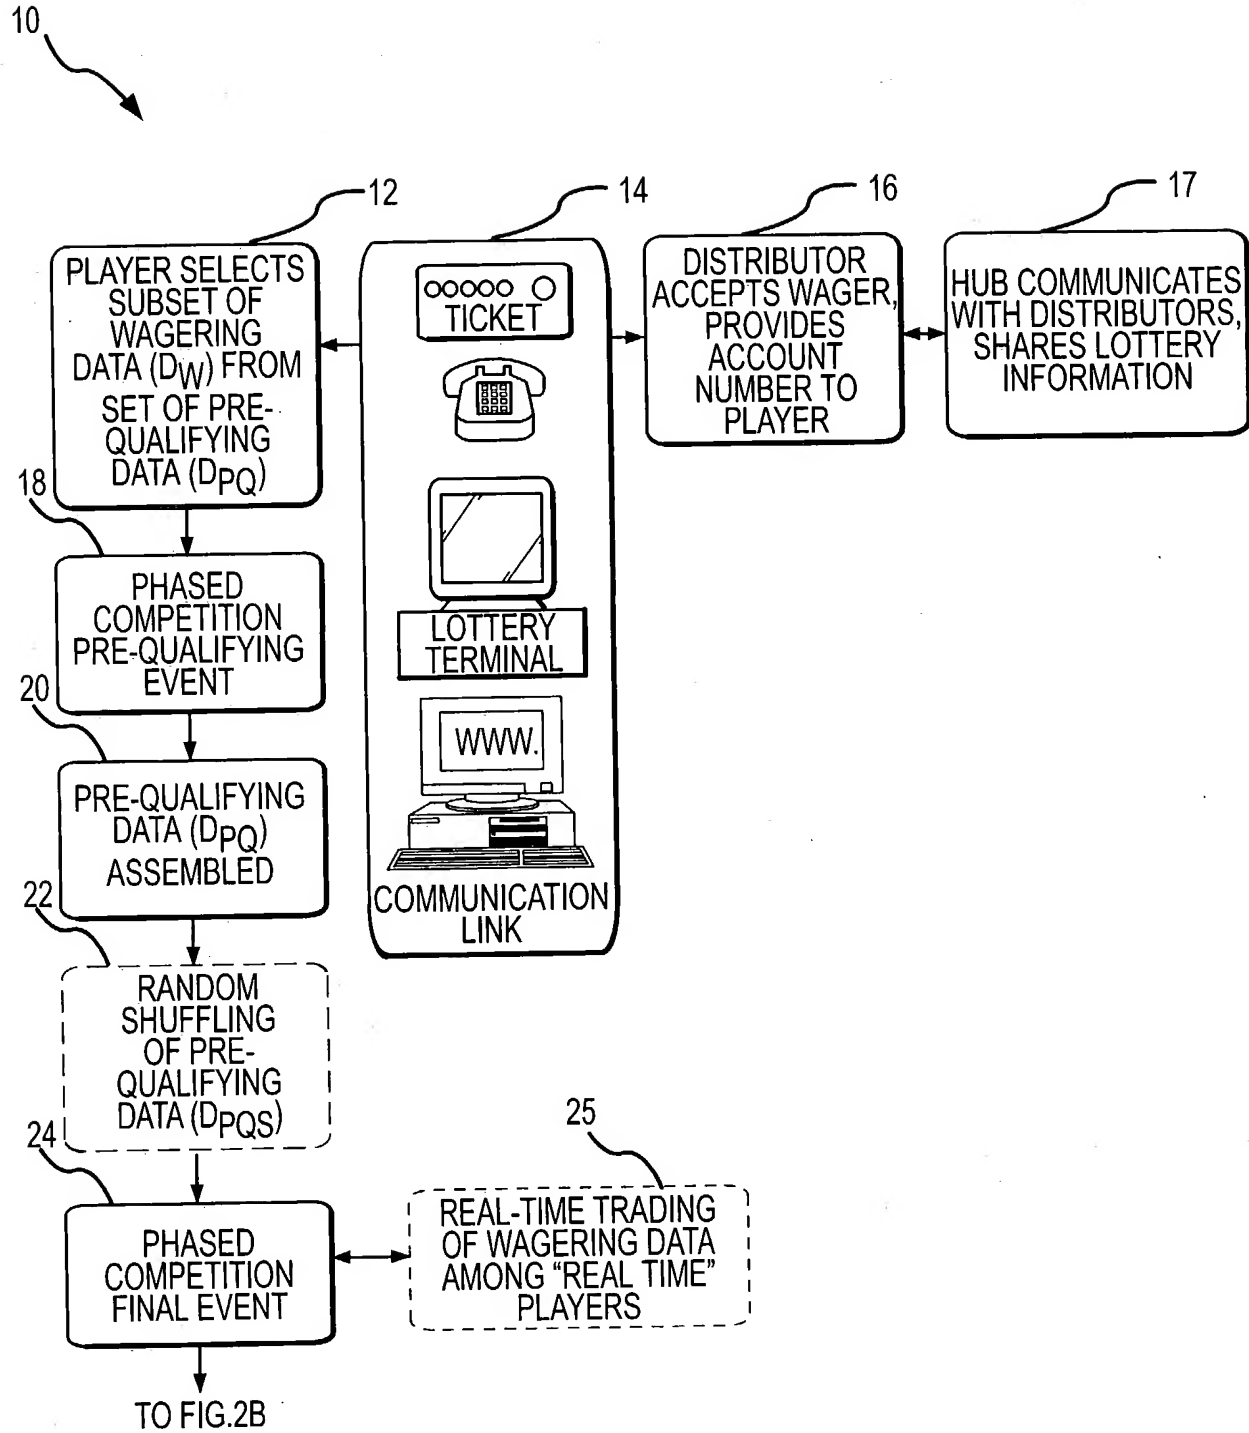 10
12
14
16
17
PLAYER SELECTS
SUBSET OF
WAGERING
DATA (DW) FROM
SET OF PRE-
QUALIFYING
DATA (DPQ)
TICKET
LOTTERY
TERMINAL
WWW.
COMMUNICATION
LINK
DISTRIBUTOR
ACCEPTS WAGER,
PROVIDES
ACCOUNT
NUMBER TO
PLAYER
HUB COMMUNICATES
WITH DISTRIBUTORS,
SHARES LOTTERY
INFORMATION
18
PHASED
COMPETITION
PRE-QUALIFYING
EVENT
20
PRE-QUALIFYING
DATA (DPQ)
ASSEMBLED
22
RANDOM
SHUFFLING
OF PRE-
QUALIFYING
DATA (DPQS)
24
PHASED
COMPETITION
FINAL EVENT
25
REAL-TIME TRADING
OF WAGERING DATA
AMONG “REAL TIME”
PLAYERS
TO FIG.2B